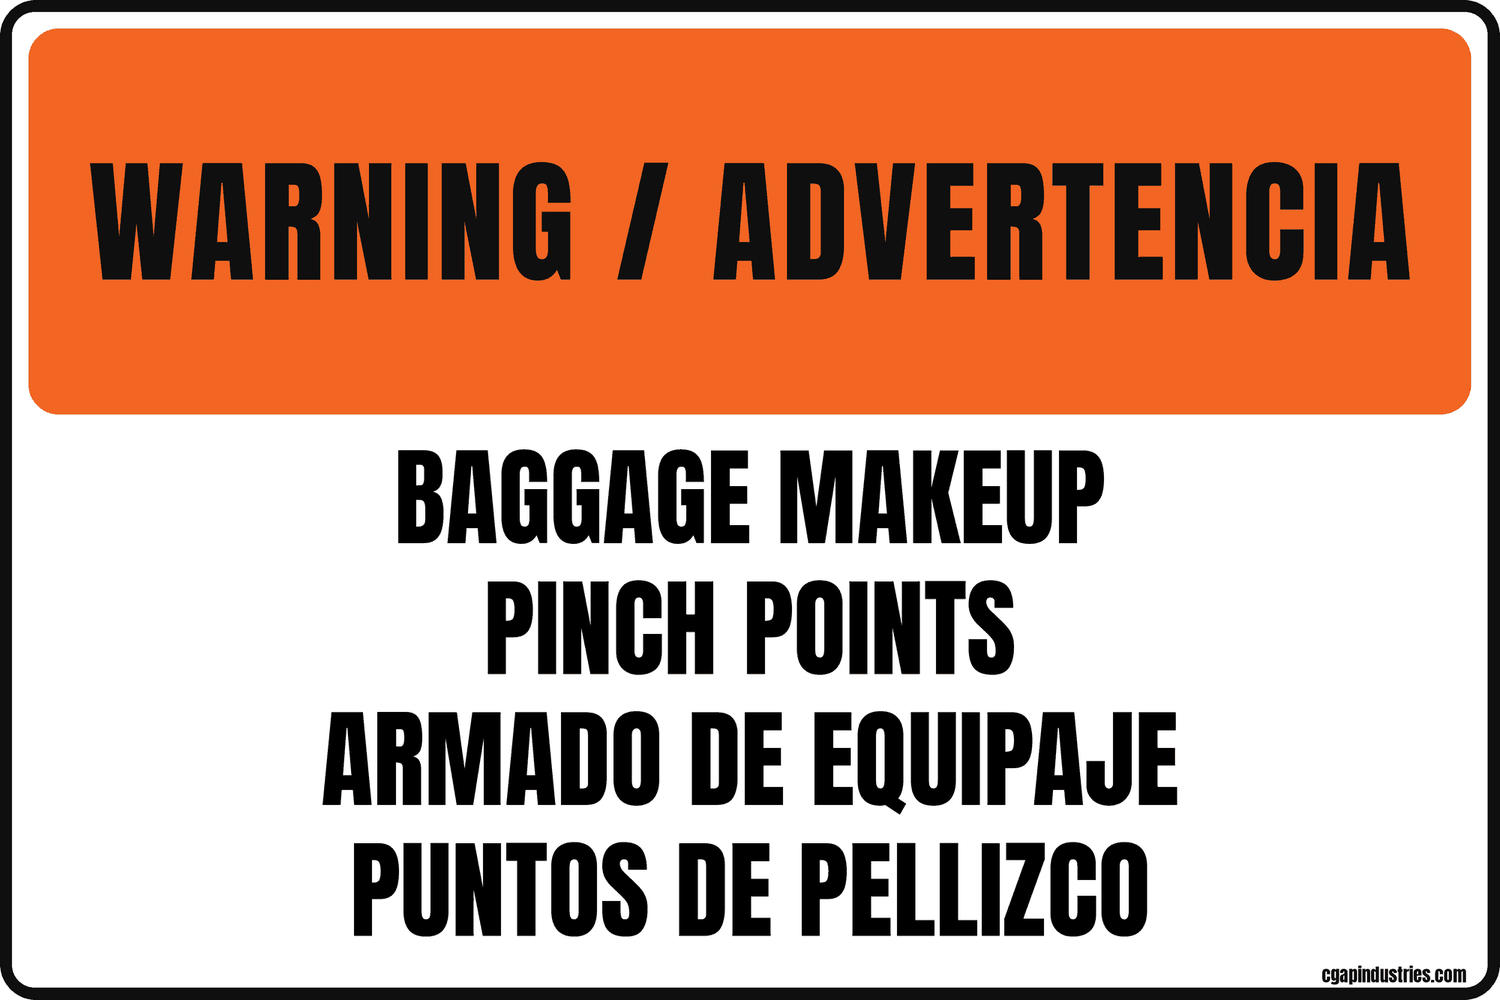 WARNING / ADVERTENCIA
BAGGAGE MAKEUP
PINCH POINTS
ARMADO DE EQUIPAJE
PUNTOS DE PELLIZCO
cgapindustries.com